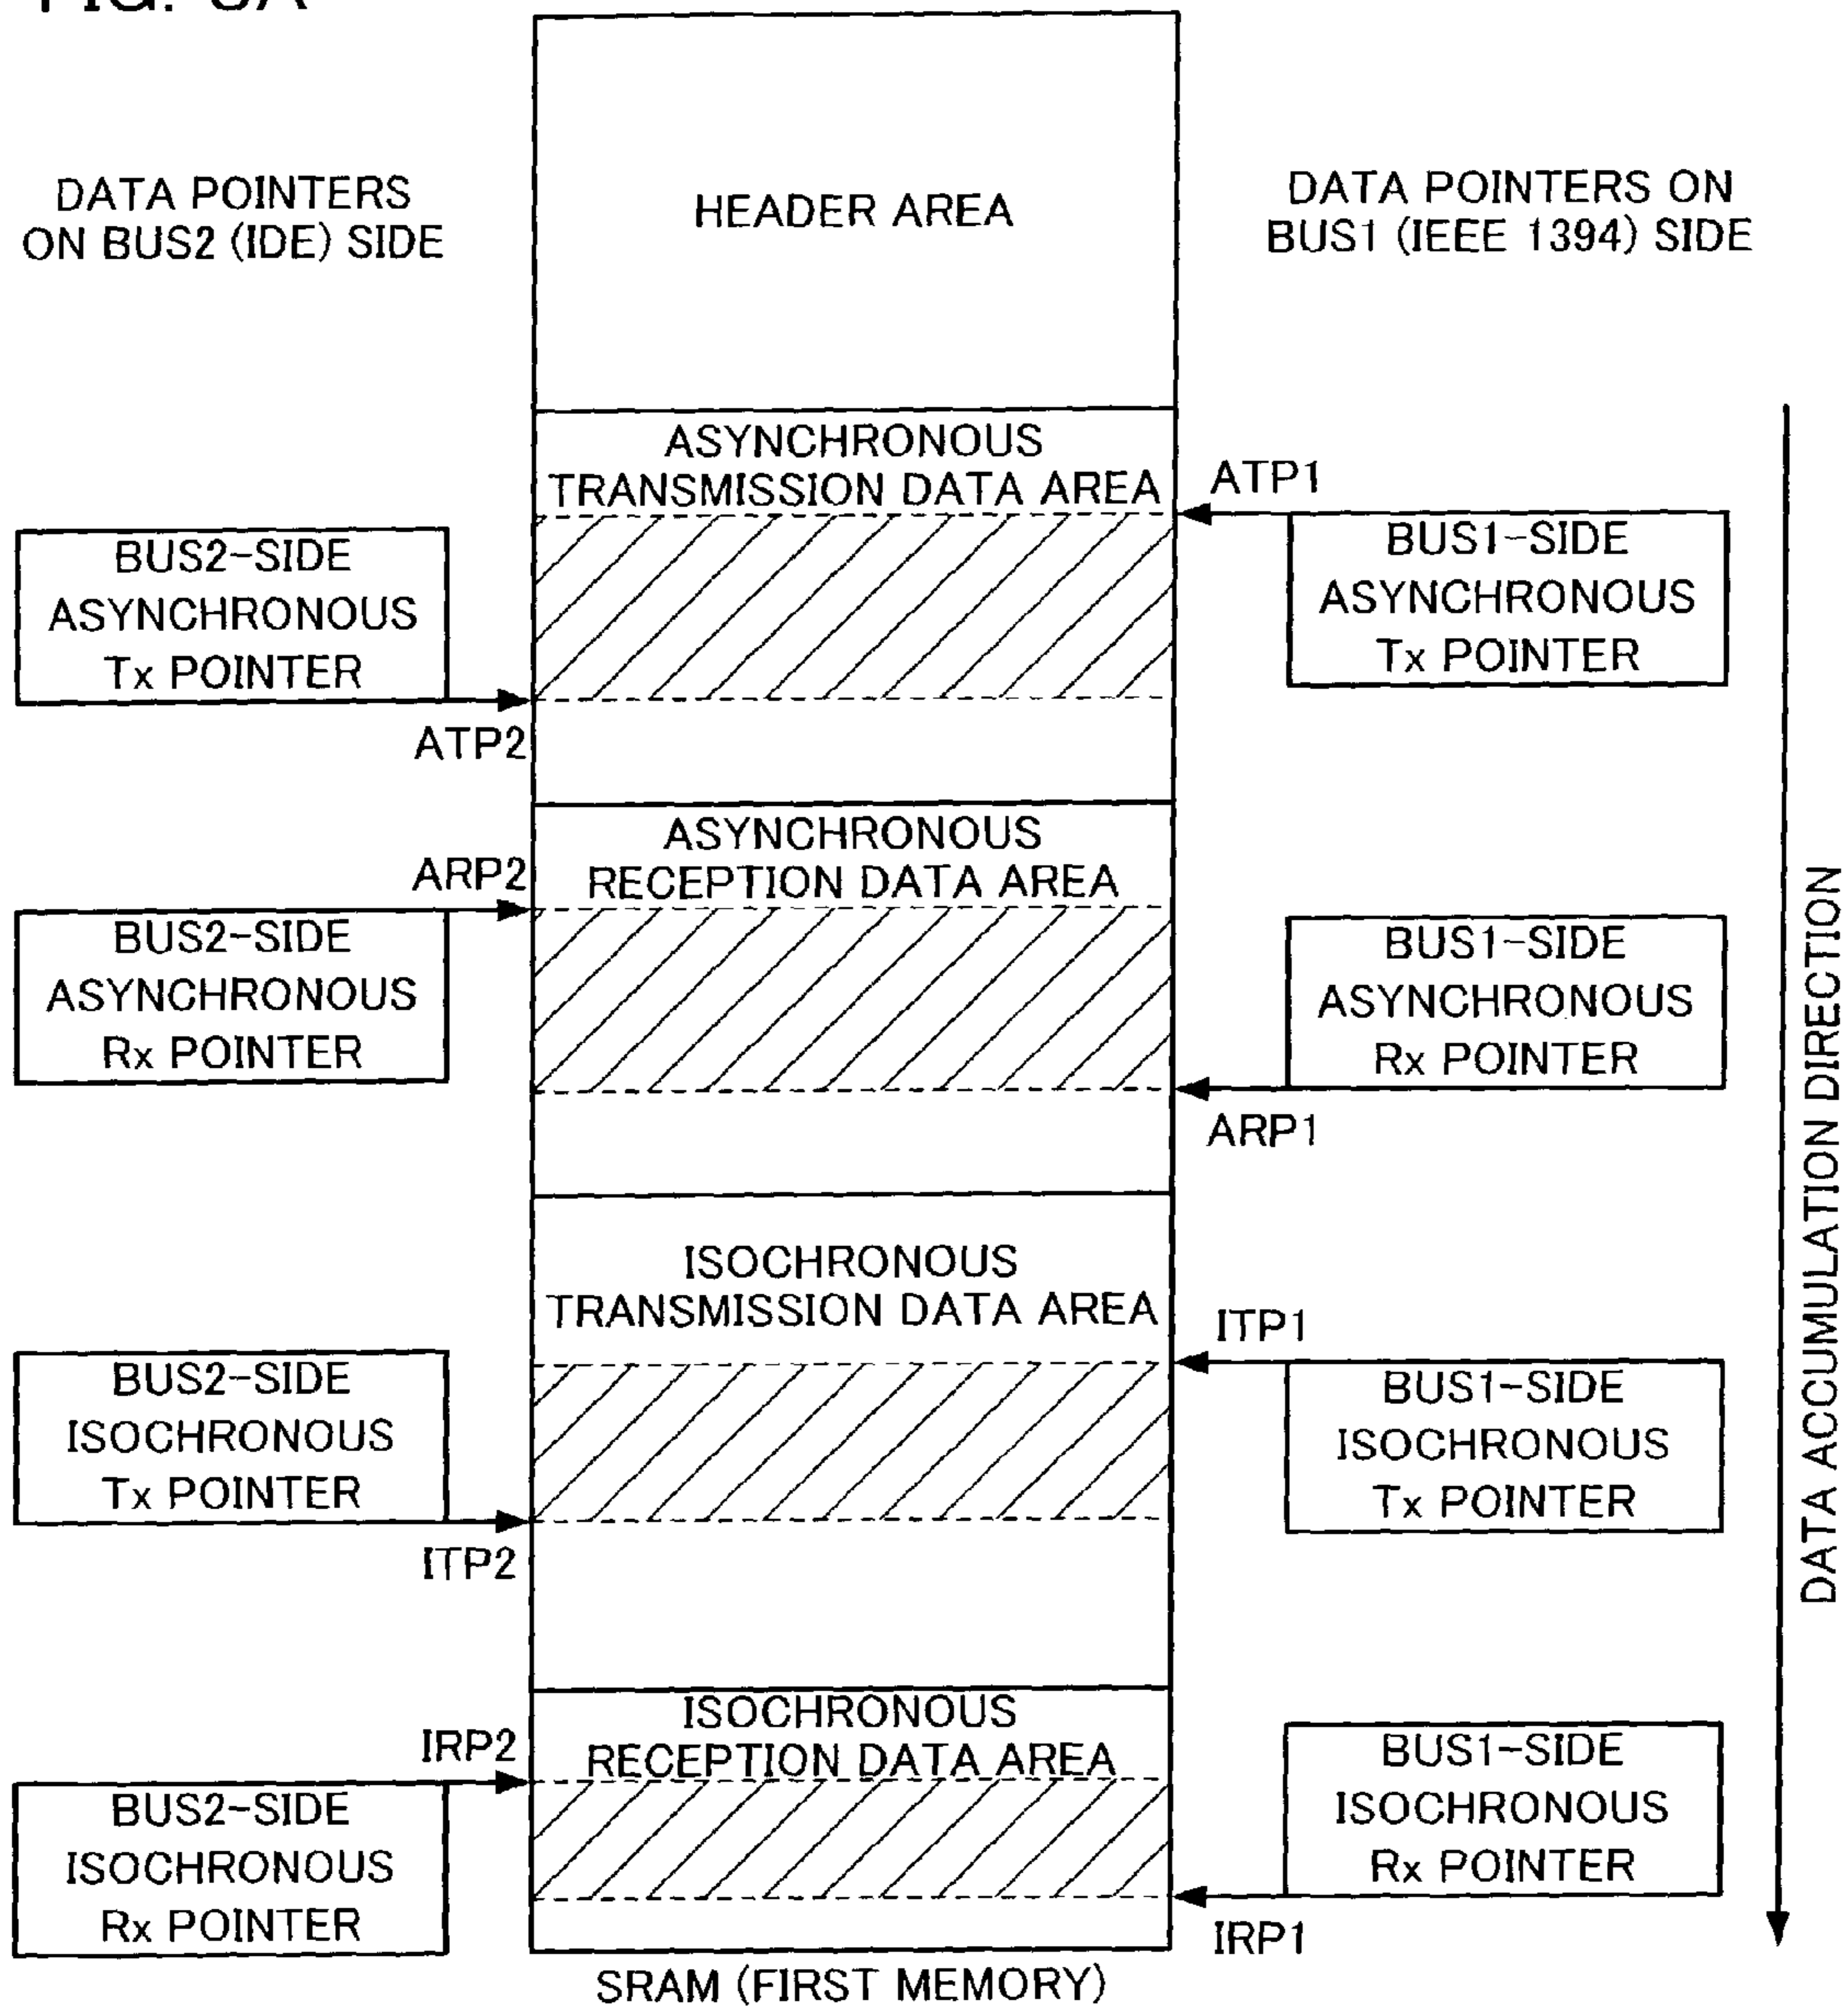 DATA POINTERS
ON BUS2 (IDE) SIDE
HEADER AREA
DATA POINTERS ON
BUS1 (IEEE 1394) SIDE
ASYNCHRONOUS
TRANSMISSION DATA AREA
ATP1
BUS2-SIDE
ASYNCHRONOUS
Tx POINTER
BUS1-SIDE
ASYNCHRONOUS
Tx POINTER
ATP2
ASYNCHRONOUS
RECEPTION DATA AREA
ARP2
BUS2-SIDE
ASYNCHRONOUS
Rx POINTER
BUS1-SIDE
ASYNCHRONOUS
Rx POINTER
ARP1
ISOCHRONOUS
TRANSMISSION DATA AREA
ITP1
BUS2-SIDE
ISOCHRONOUS
Tx POINTER
BUS1-SIDE
ISOCHRONOUS
Tx POINTER
ITP2
ISOCHRONOUS
RECEPTION DATA AREA
IRP2
BUS2-SIDE
ISOCHRONOUS
Rx POINTER
BUS1-SIDE
ISOCHRONOUS
Rx POINTER
IRP1
DATA ACCUMULATION DIRECTION
SRAM (FIRST MEMORY)